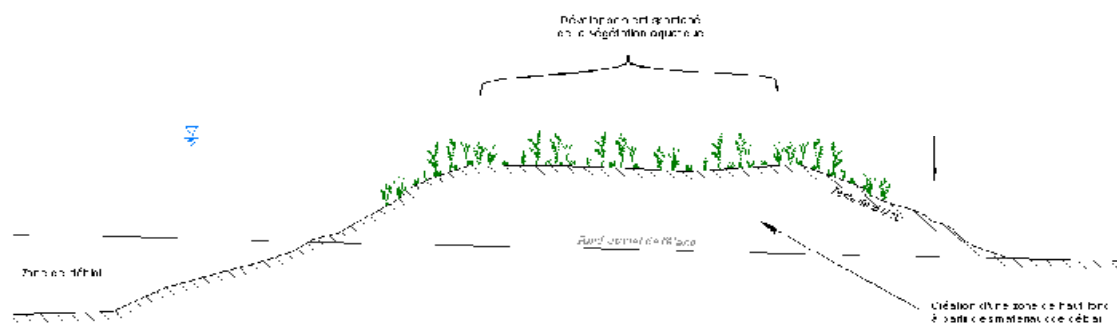 Développement spontané
de la végétation aquatique
Fond actuel de l'étang
Zone de déblai
Création d'une zone de haut fond
à partir des matériaux de déblai